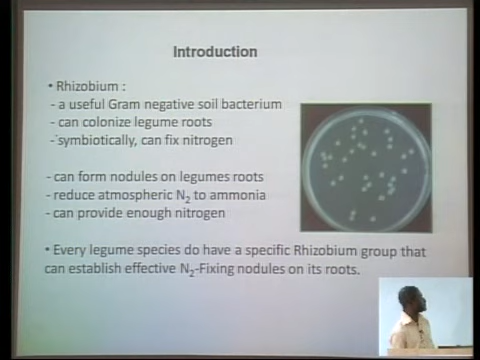 Introduction
• Rhizobium :
- a useful Gram negative soil bacterium
- can colonize legume roots
- symbiotically, can fix nitrogen
- can form nodules on legumes roots
- reduce atmospheric N₂ to ammonia
- can provide enough nitrogen
• Every legume species do have a specific Rhizobium group that
can establish effective N₂-Fixing nodules on its roots.